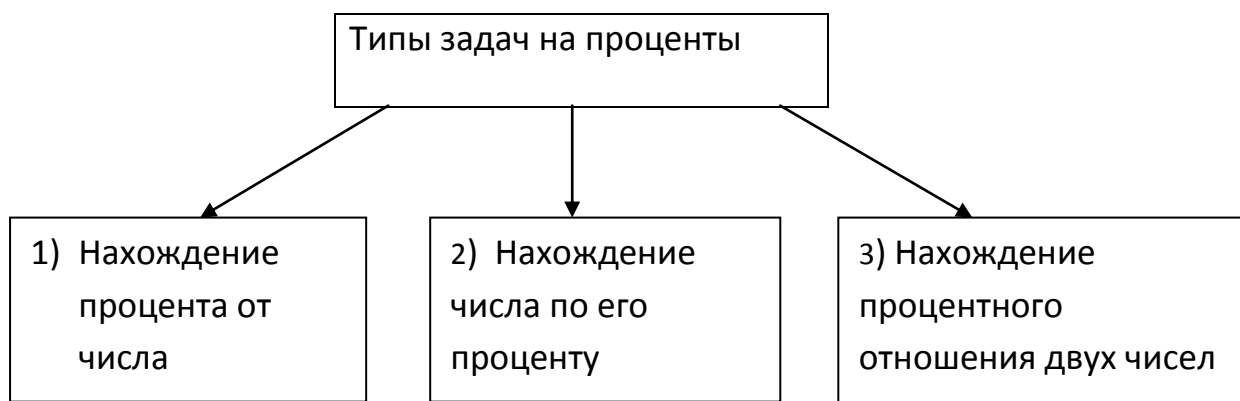 Типы задач на проценты
1) Нахождение
процента от
числа
2) Нахождение
числа по его
проценту
3) Нахождение
процентного
отношения двух чисел